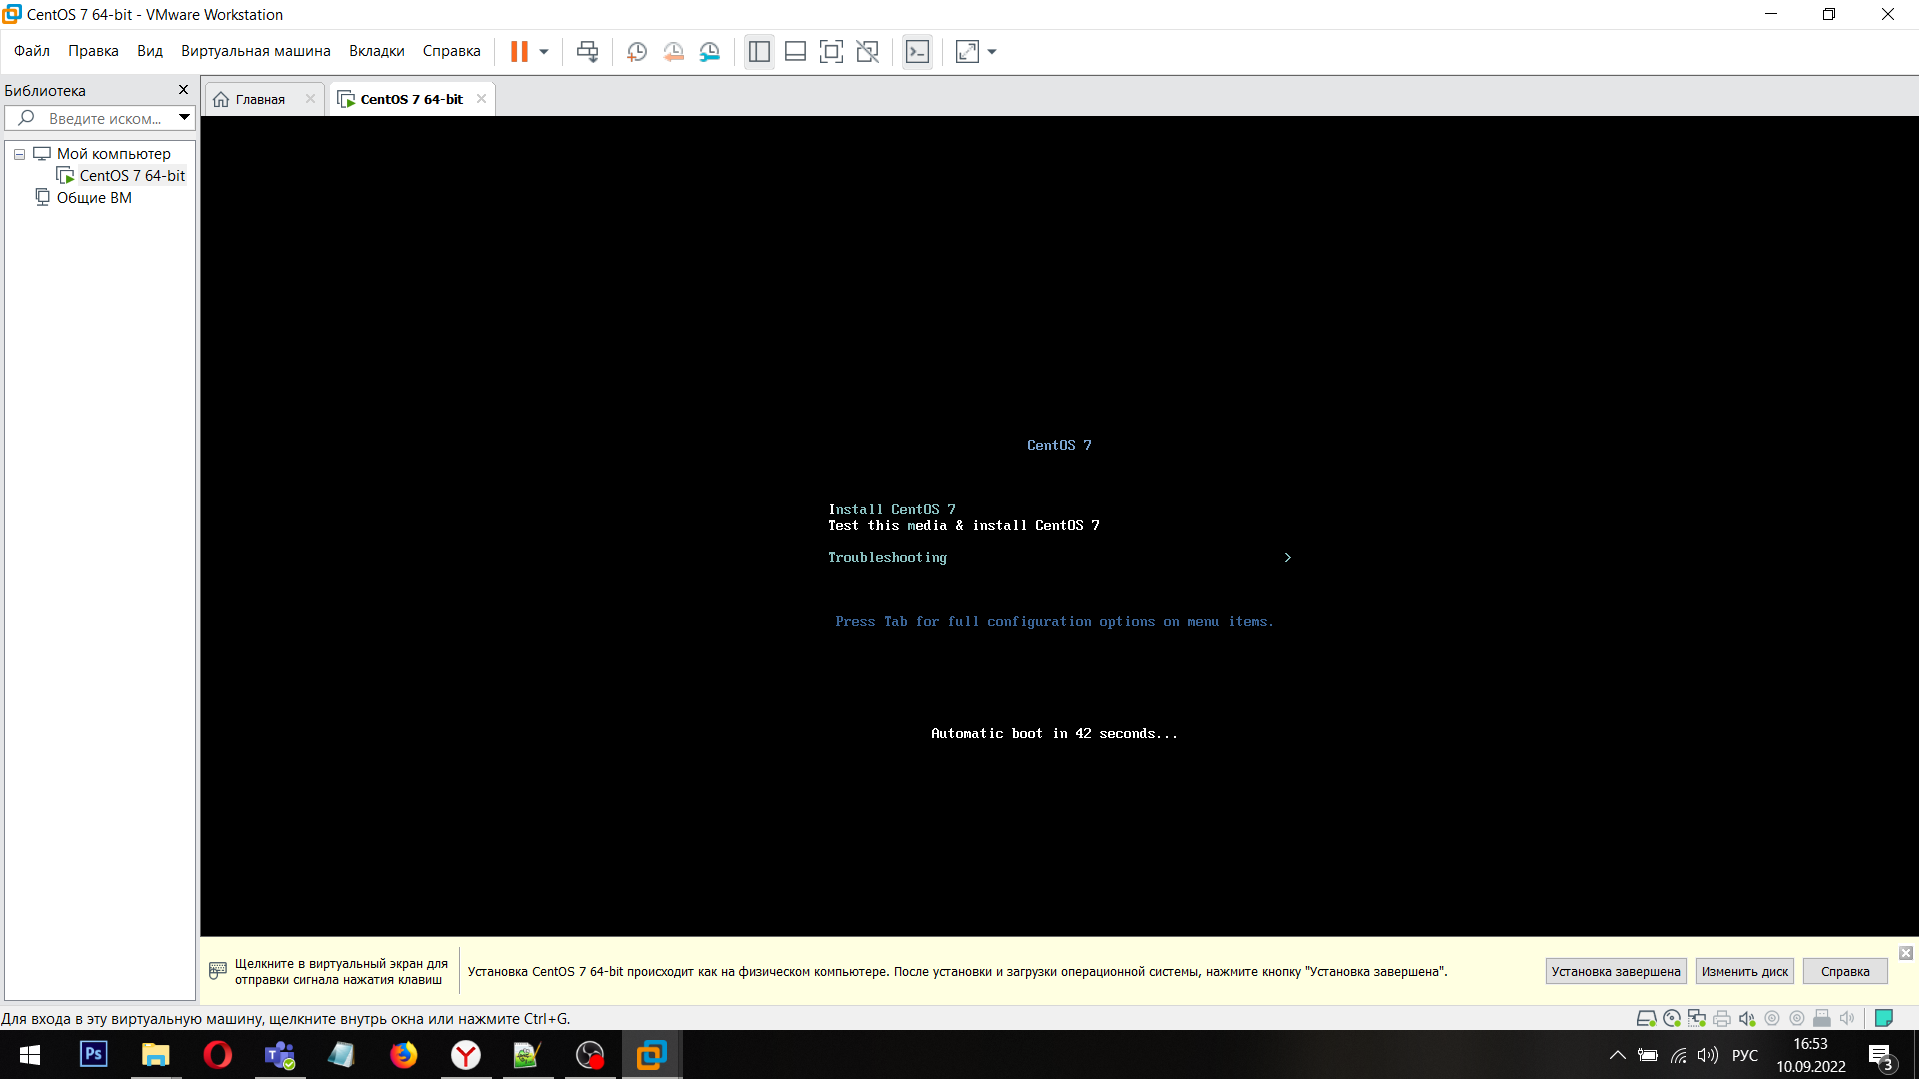 CentOS 7 64-bit - VMware Workstation
Файл Правка Вид Виртуальная машина Вкладки Справка
Библиотека
Введите иском...
Мой компьютер
CentOS 7 64-bit
Общие ВМ
Главная
CentOS 7 64-bit
CentOS 7
Install CentOS 7
Test this media & install CentOS 7
Troubleshooting >
Press Tab for full configuration options on menu items.
Automatic boot in 42 seconds...
Щелкните в виртуальный экран для
отправки сигнала нажатия клавиш
Установка CentOS 7 64-bit происходит как на физическом компьютере. После установки и загрузки операционной системы, нажмите кнопку "Установка завершена".
Установка завершена
Изменить диск
Справка
Для входа в эту виртуальную машину, щелкните внутрь окна или нажмите Ctrl+G.
Ps
T
РУС
16:53
10.09.2022
3